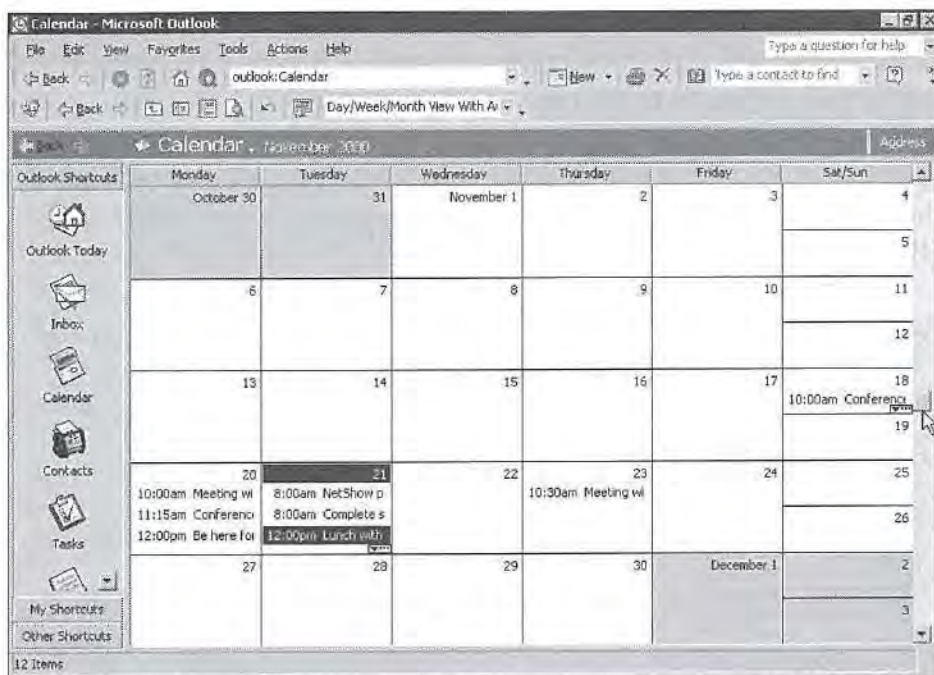 Calendar - Microsoft Outlook
File Edit View Favorites Tools Actions Help
Type a question for help
Back
outlook:Calendar
New
Type a contact to find
Back
Day/Week/Month View With A
Back
Calendar . November 2000
Address
Outlook Shortcuts
Monday Tuesday Wednesday Thursday Friday Sat/Sun
October 30 31 November 1 2 3 4
5
Outlook Today
6 7 8 9 10 11
Inbox
12
13 14 15 16 17 18
Calendar
10:00am Conference
19
Contacts
20 21 22 23 24 25
10:00am Meeting wi 8:00am NetShow p 10:30am Meeting wi
11:15am Conferenc 8:00am Complete s
26
12:00pm Be here for 12:00pm Lunch with
Tasks
27 28 29 30 December 1 2
My Shortcuts
3
Other Shortcuts
12 Items